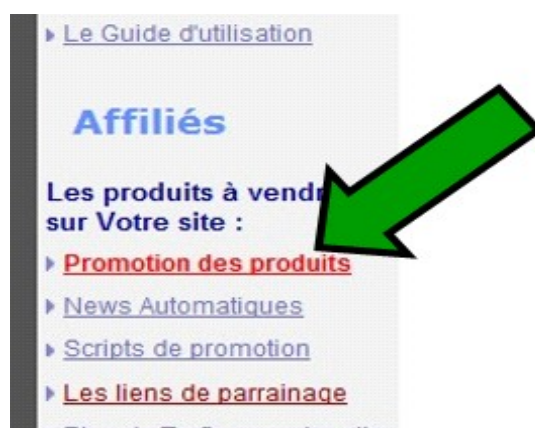 Le Guide d'utilisation
Affiliés
Les produits à vendr
sur Votre site :
Promotion des produits
News Automatiques
Scripts de promotion
Les liens de parrainage